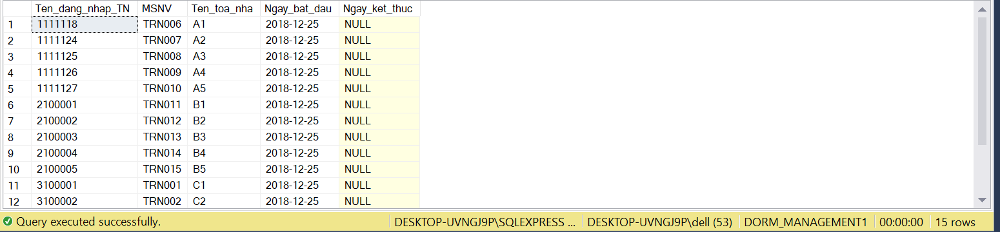 Ten_dang_nhap_TN MSNV Ten_toa_nha Ngay_bat_dau Ngay_ket_thuc
1 1111118 TRN006 A1 2018-12-25 NULL
2 1111124 TRN007 A2 2018-12-25 NULL
3 1111125 TRN008 A3 2018-12-25 NULL
4 1111126 TRN009 A4 2018-12-25 NULL
5 1111127 TRN010 A5 2018-12-25 NULL
6 2100001 TRN011 B1 2018-12-25 NULL
7 2100002 TRN012 B2 2018-12-25 NULL
8 2100003 TRN013 B3 2018-12-25 NULL
9 2100004 TRN014 B4 2018-12-25 NULL
10 2100005 TRN015 B5 2018-12-25 NULL
11 3100001 TRN001 C1 2018-12-25 NULL
12 3100002 TRN002 C2 2018-12-25 NULL
Query executed successfully. DESKTOP-UVNGJ9P\SQLEXPRESS ... DESKTOP-UVNGJ9P\dell (53) DORM_MANAGEMENT1 00:00:00 15 rows